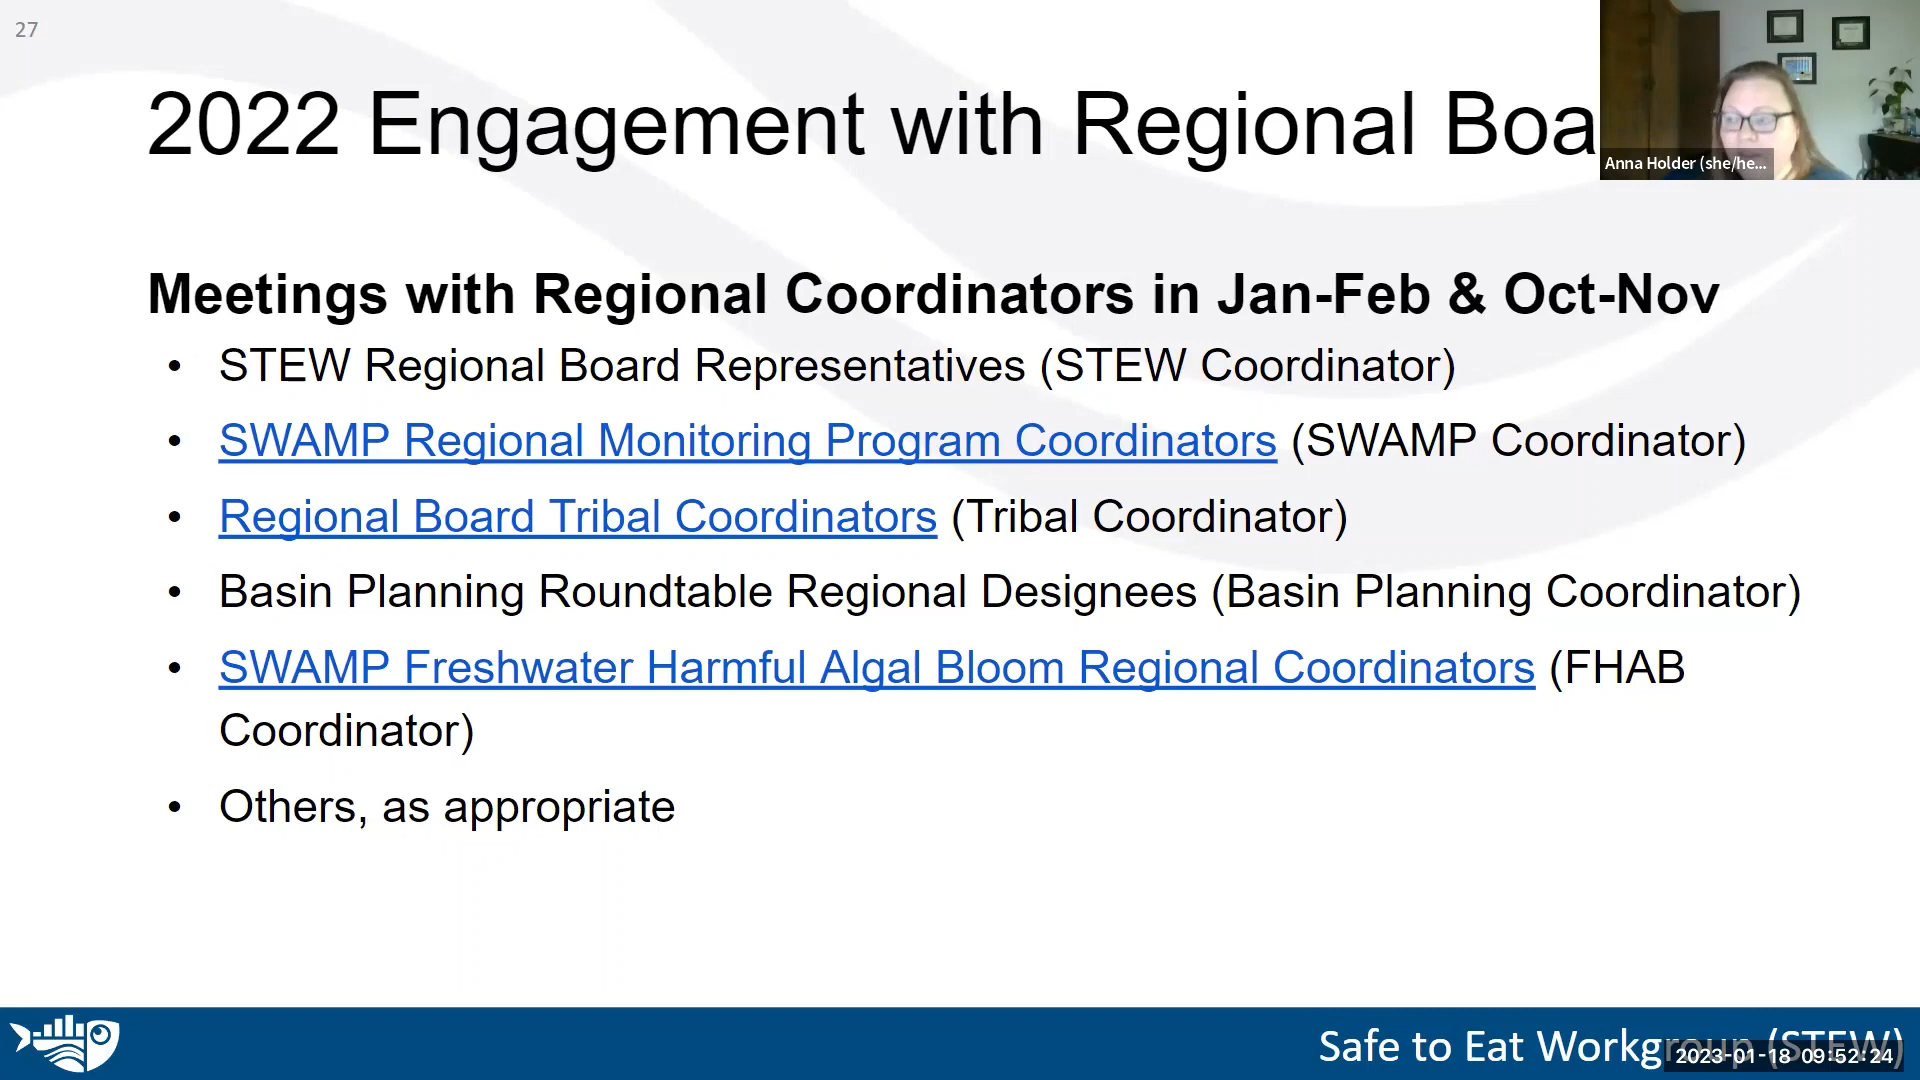 27
2022 Engagement with Regional Boa
Anna Holder (she/he...
Meetings with Regional Coordinators in Jan-Feb & Oct-Nov
• STEW Regional Board Representatives (STEW Coordinator)
• SWAMP Regional Monitoring Program Coordinators (SWAMP Coordinator)
• Regional Board Tribal Coordinators (Tribal Coordinator)
• Basin Planning Roundtable Regional Designees (Basin Planning Coordinator)
• SWAMP Freshwater Harmful Algal Bloom Regional Coordinators (FHAB
Coordinator)
• Others, as appropriate
Safe to Eat Workgroup (STEW)
2023-01-18 09:52:24